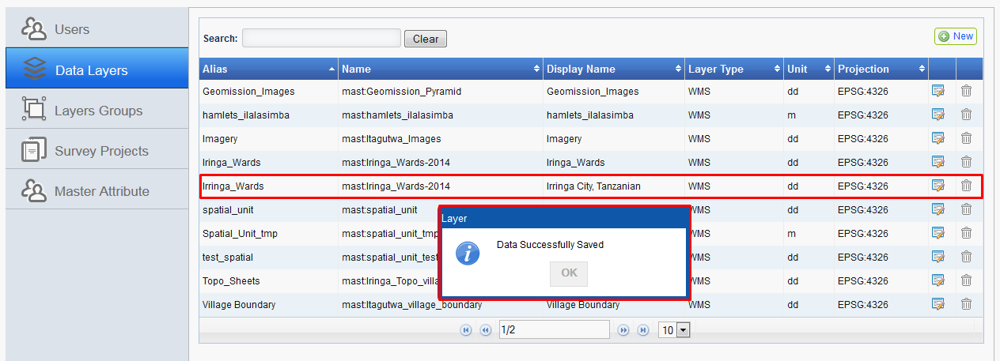 Users
Data Layers
Layers Groups
Survey Projects
Master Attribute
Search: Clear New
Alias Name Display Name Layer Type Unit Projection
Geomission_Images mast:Geomission_Pyramid Geomission_Images WMS dd EPSG:4326
hamlets_ilalasimba mast:hamlets_ilalasimba hamlets_ilalasimba WMS m EPSG:4326
Imagery mast:Itagutwa_Images Imagery WMS dd EPSG:4326
Iringa_Wards mast:Iringa_Wards-2014 Iringa_Wards WMS dd EPSG:4326
Irringa_Wards mast:Iringa_Wards-2014 Irringa City, Tanzanian WMS dd EPSG:4326
spatial_unit mast:spatial_unit WMS dd EPSG:4326
Spatial_Unit_tmp mast:spatial_unit_tmp WMS m EPSG:4326
test_spatial mast:spatial_unit_test WMS dd EPSG:4326
Topo_Sheets mast:Iringa_Topo_villa WMS dd EPSG:4326
Village Boundary mast:Itagutwa_village_boundary Village Boundary WMS dd EPSG:4326
Layer
Data Successfully Saved
OK
1/2 10